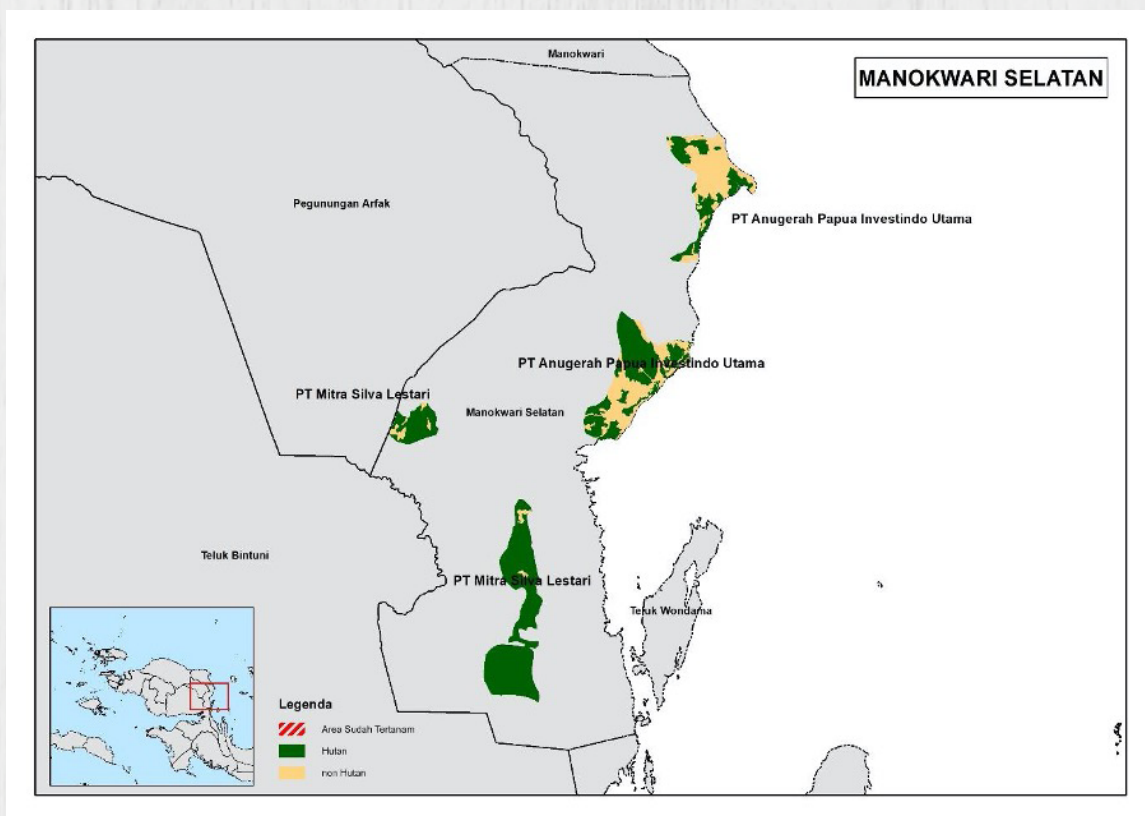 Manokwari
MANOKWARI SELATAN
Pegunungan Arfak
PT Anugerah Papua Investindo Utama
PT Anugerah Papua Investindo Utama
PT Mitra Silva Lestari
Manokwari Selatan
Teluk Bintuni
PT Mitra Silva Lestari
Teluk Wondama
Legenda
Area Sudah Tertanam
Hutan
non Hutan